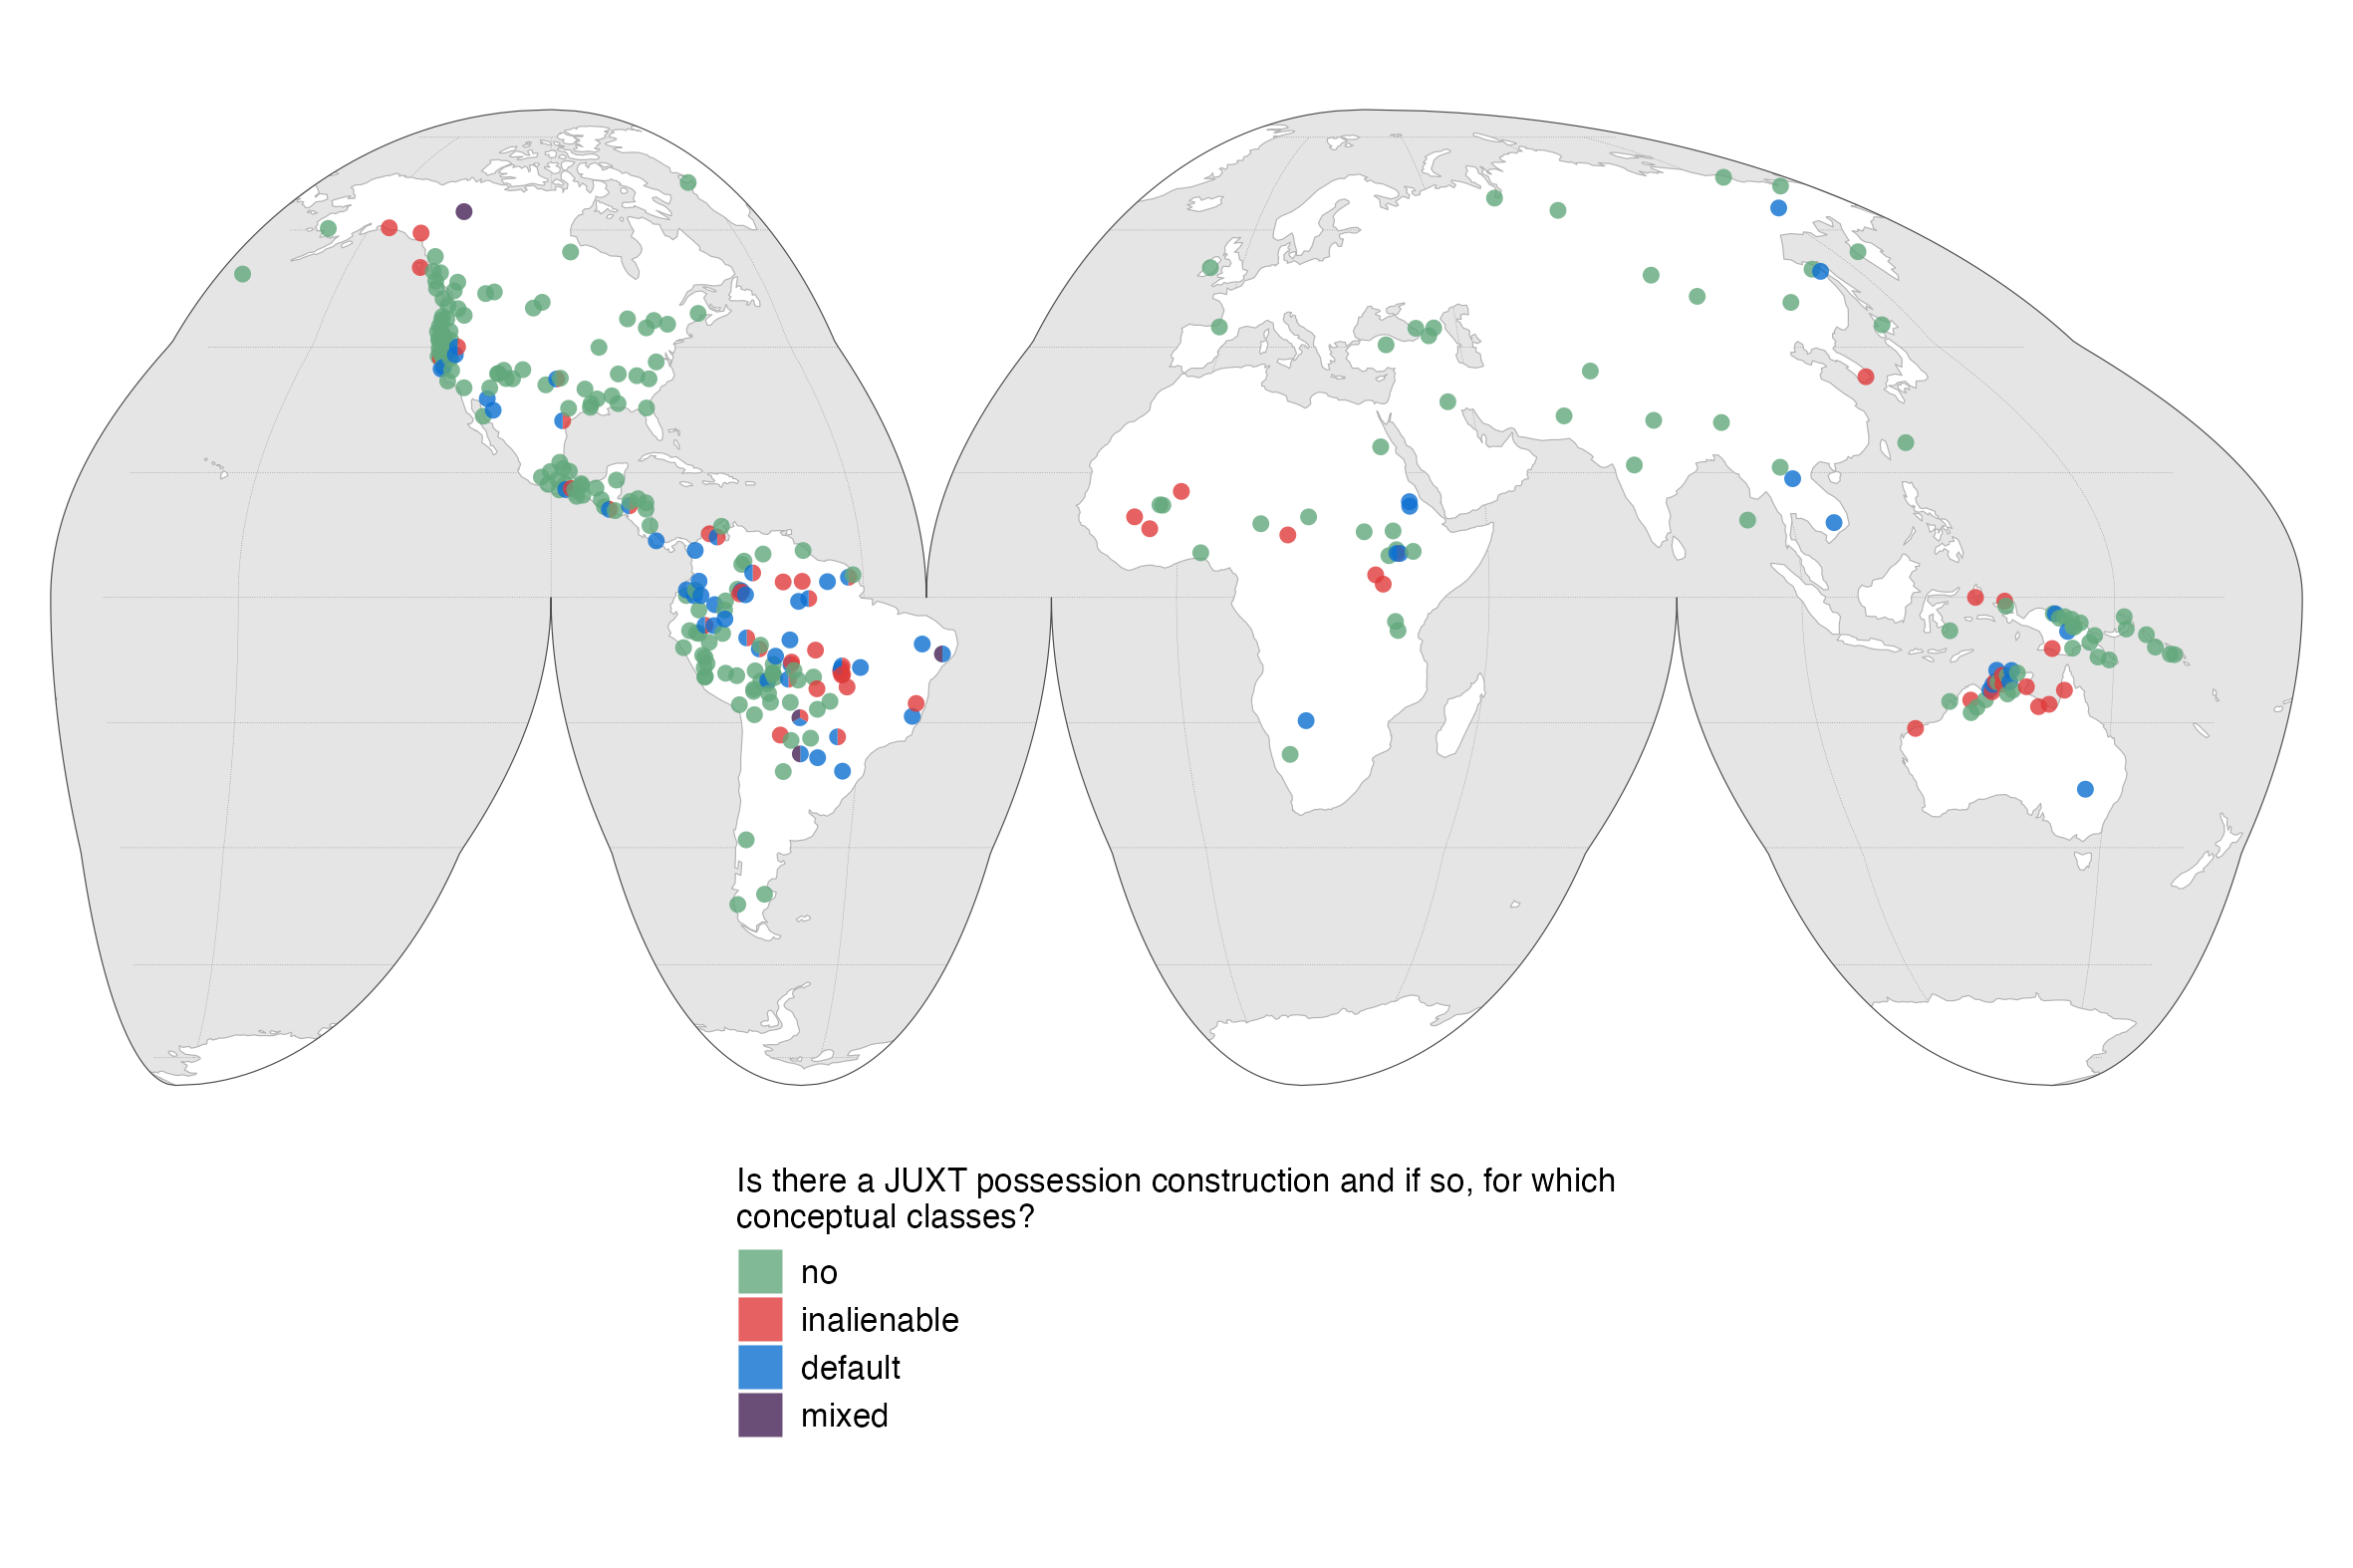 Is there a JUXT possession construction and if so, for which
conceptual classes?
no
inalienable
default
mixed